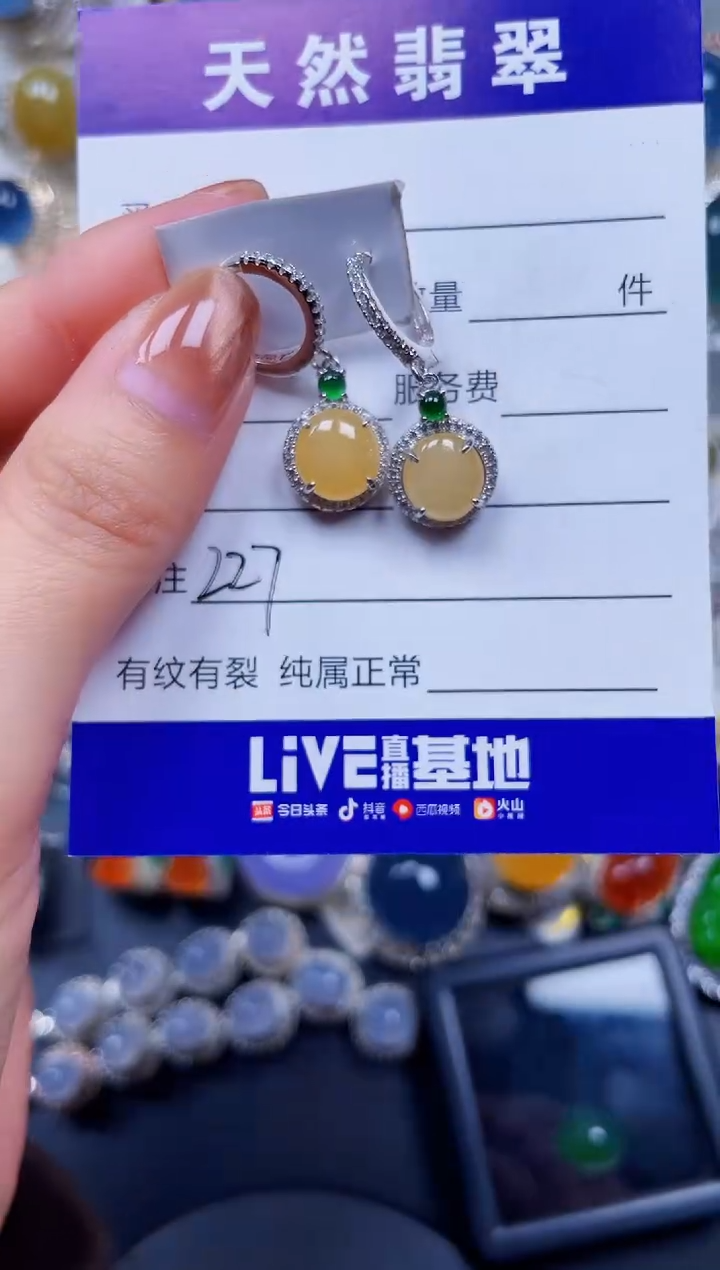 天然翡翠
量 件
服务费
注 227
有纹有裂 纯属正常
LiVE直播基地
今日头条 抖音 西瓜视频 火山